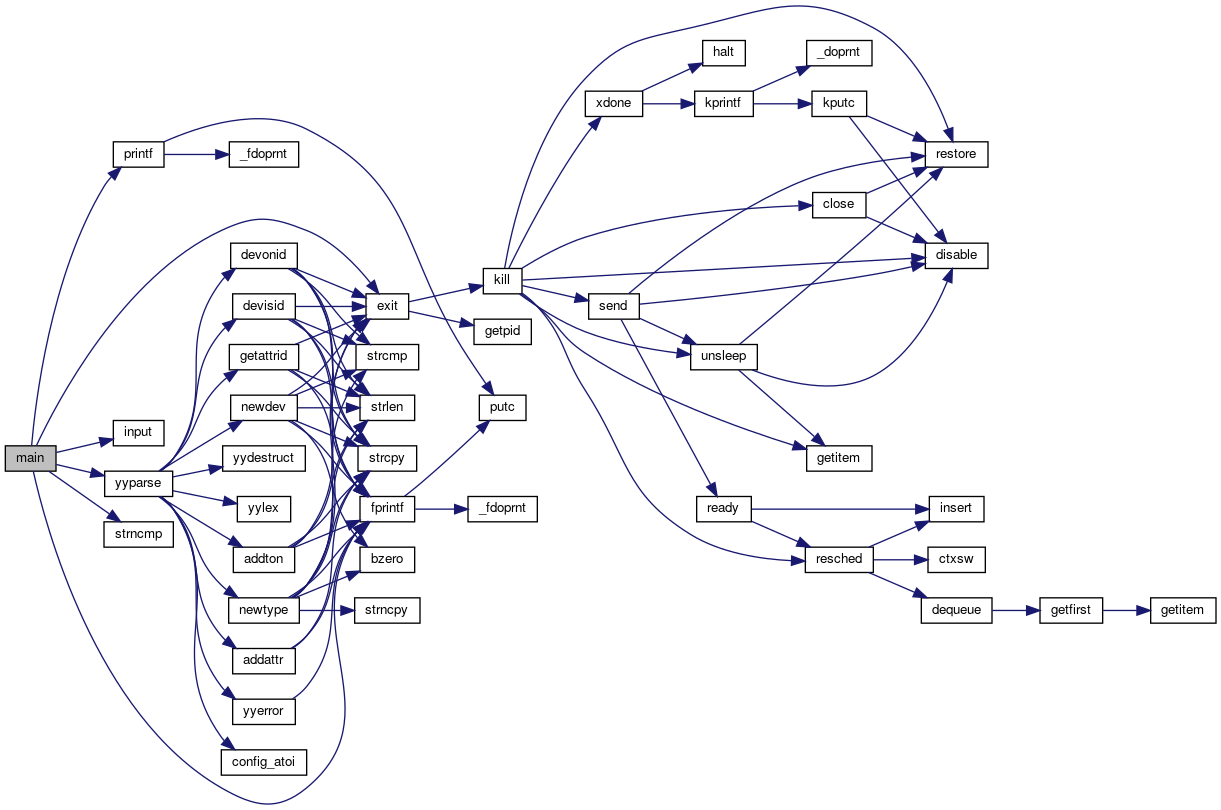 main
printf
input
yyparse
strncmp
_fdoprnt
devonid
devisid
getattrid
newdev
yydestruct
yylex
addton
newtype
addattr
yyerror
config_atoi
exit
strcmp
strlen
strcpy
fprintf
bzero
strncpy
kill
getpid
putc
_fdoprnt
xdone
send
halt
kprintf
unsleep
ready
_doprnt
kputc
close
getitem
resched
restore
disable
insert
ctxsw
dequeue
getfirst
getitem